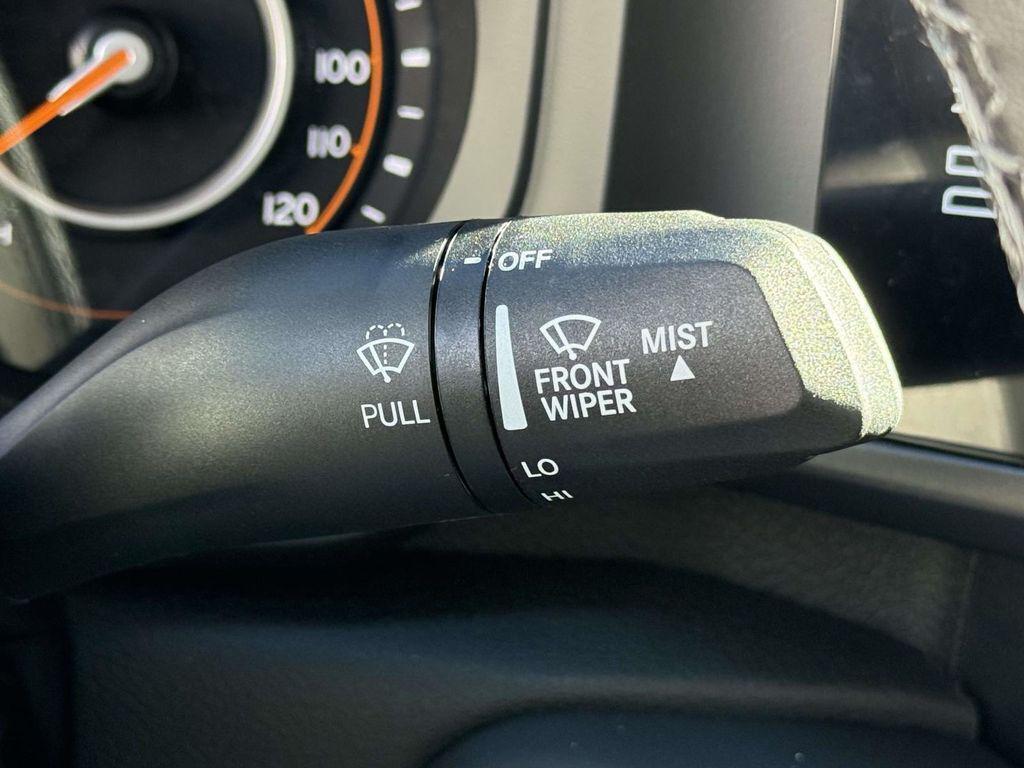 100
110
120
OFF
MIST
FRONT
WIPER
PULL
LO
HI